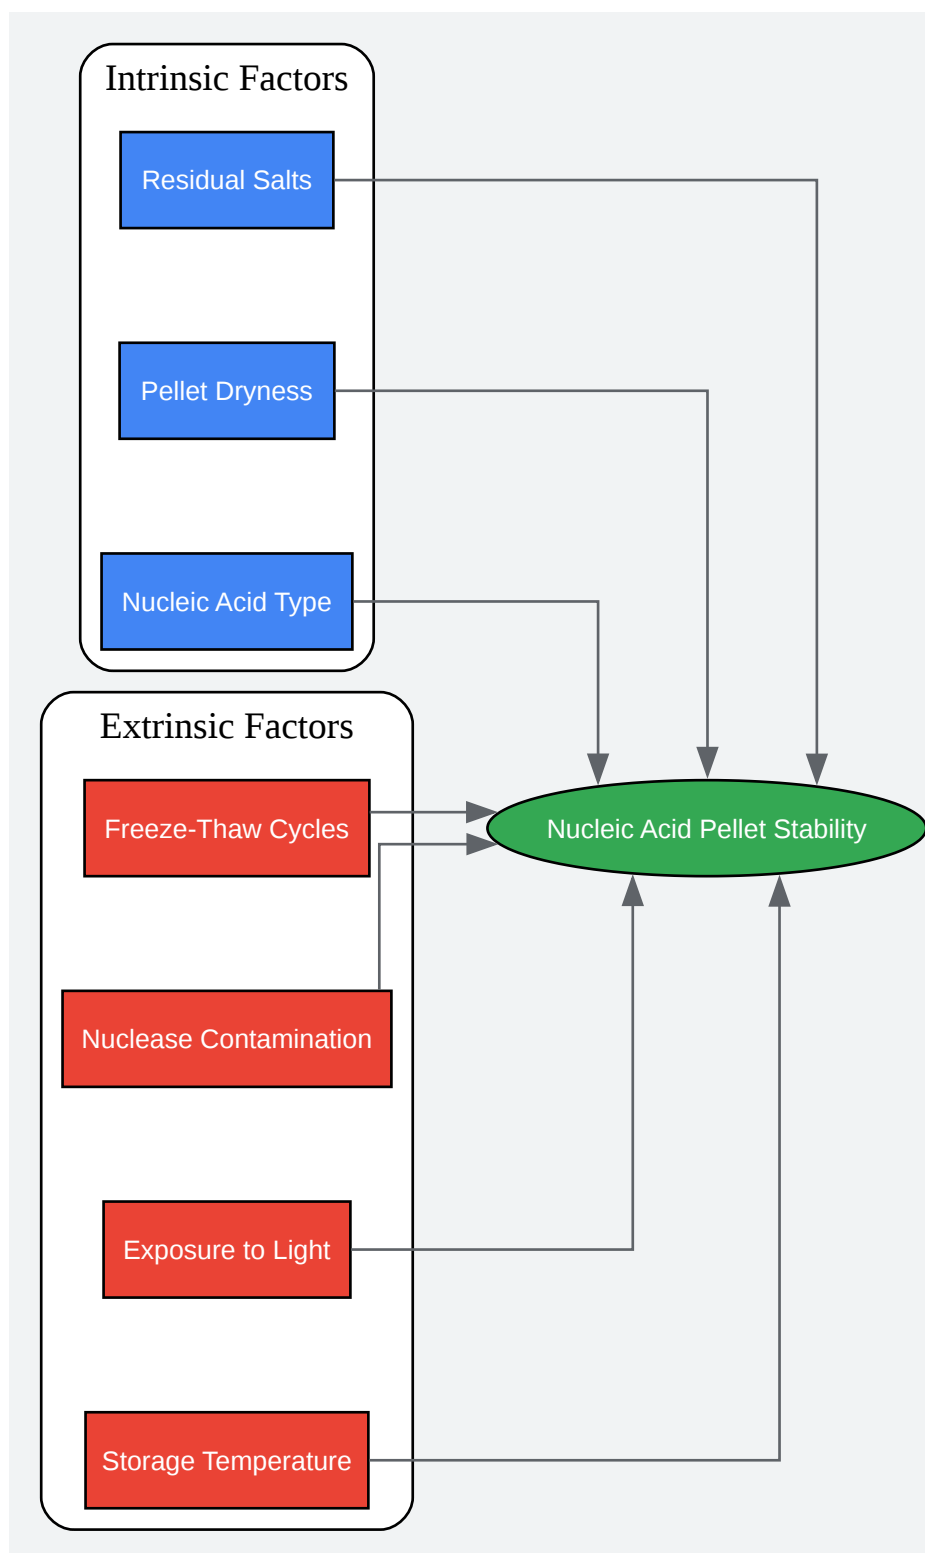 Intrinsic Factors
Residual Salts
Pellet Dryness
Nucleic Acid Type
Extrinsic Factors
Freeze-Thaw Cycles
Nucleic Acid Pellet Stability
Nuclease Contamination
Exposure to Light
Storage Temperature